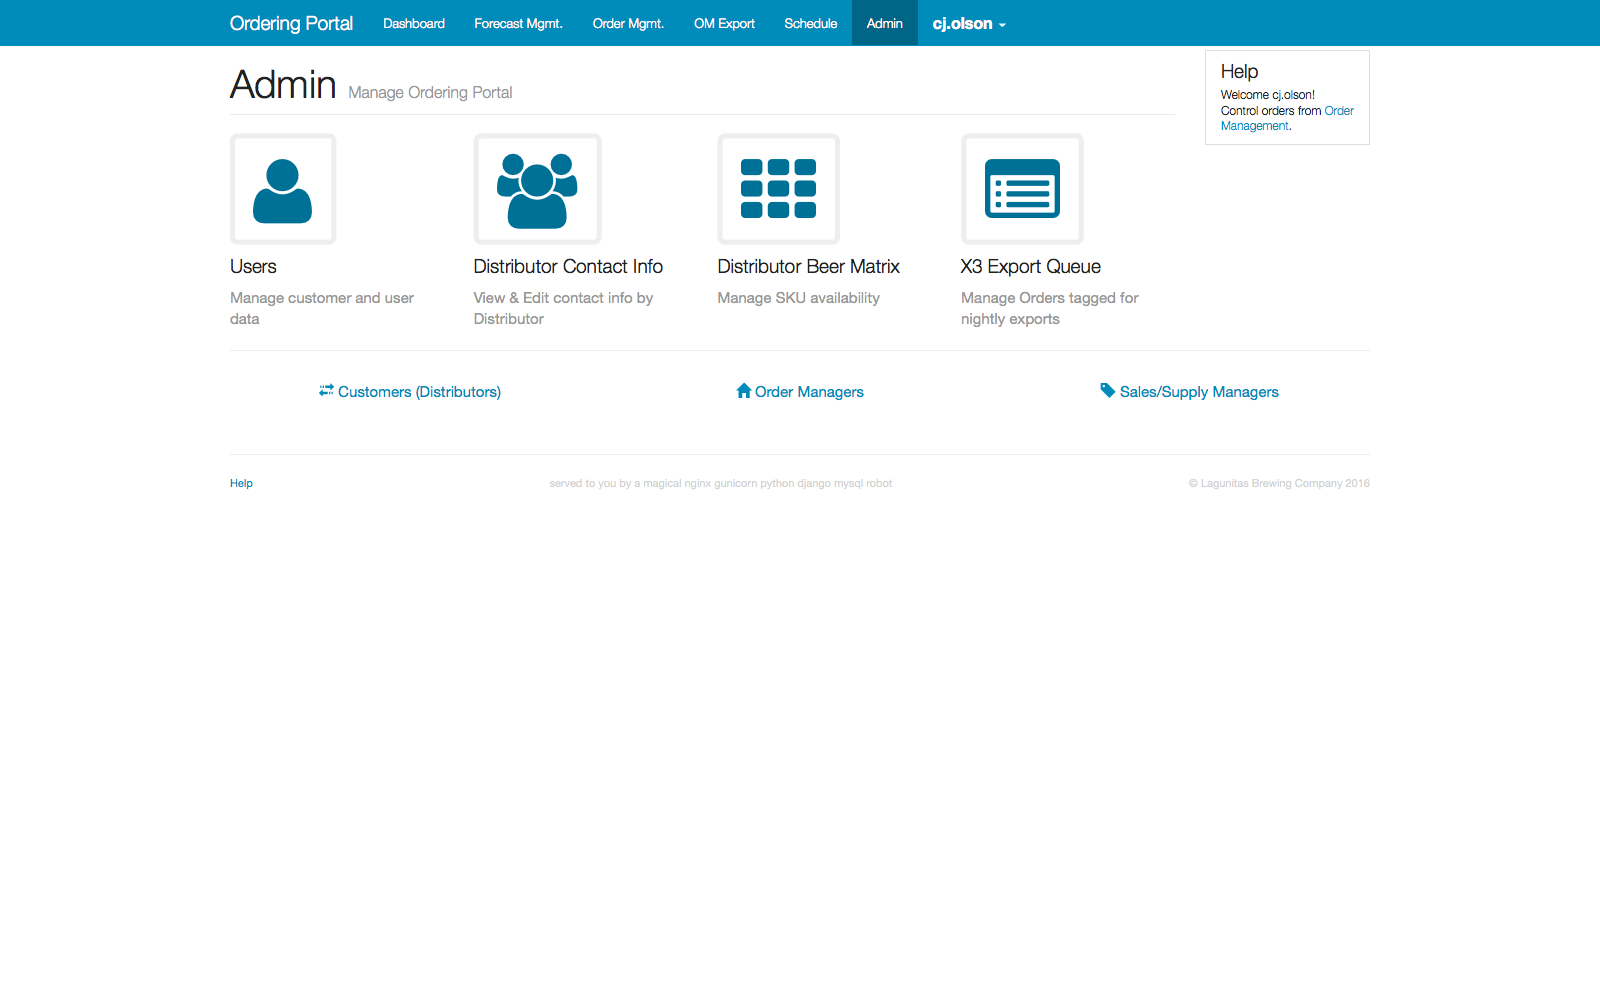 Ordering Portal Dashboard Forecast Mgmt. Order Mgmt. OM Export Schedule Admin cj.olson
Admin Manage Ordering Portal
Help
Welcome cj.olson!
Control orders from Order
Management.
Users
Manage customer and user
data
Distributor Contact Info
View & Edit contact info by
Distributor
Distributor Beer Matrix
Manage SKU availability
X3 Export Queue
Manage Orders tagged for
nightly exports
Customers (Distributors)
Order Managers
Sales/Supply Managers
Help
served to you by a magical nginx gunicorn python django mysql robot
© Lagunitas Brewing Company 2016